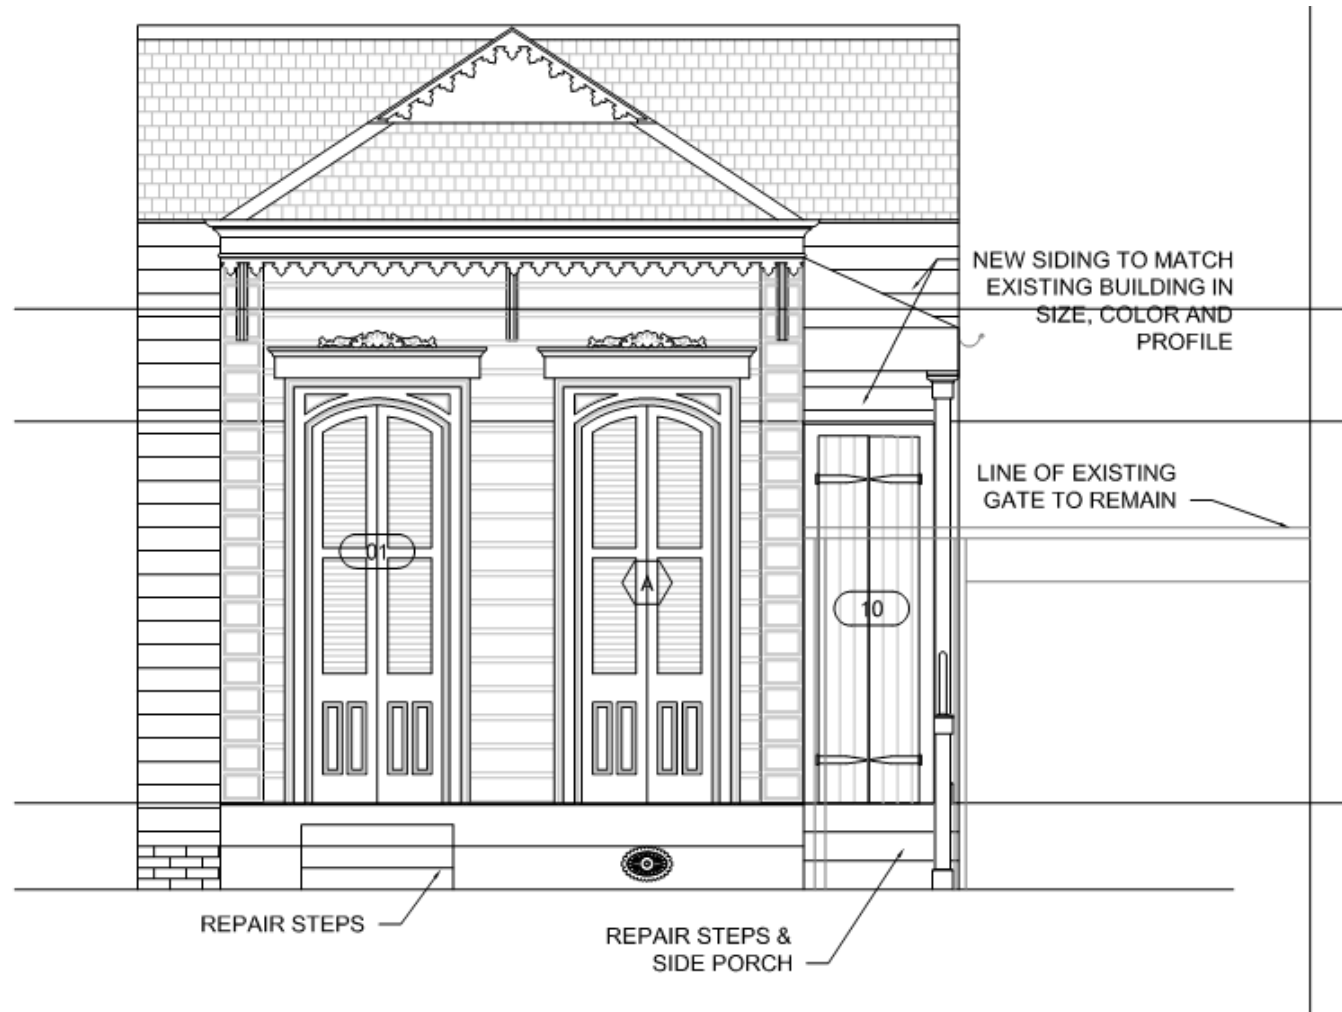 NEW SIDING TO MATCH
EXISTING BUILDING IN
SIZE, COLOR AND
PROFILE
LINE OF EXISTING
GATE TO REMAIN
01
A
10
REPAIR STEPS
REPAIR STEPS &
SIDE PORCH